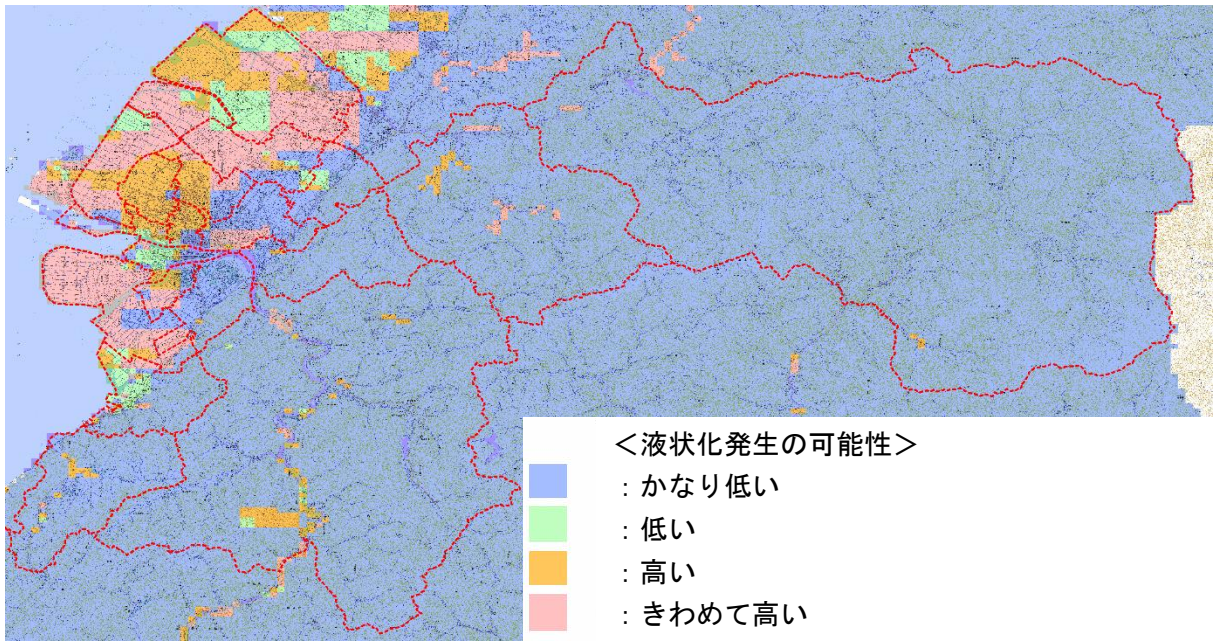 ＜液状化発生の可能性＞
：かなり低い
：低い
：高い
：きわめて高い